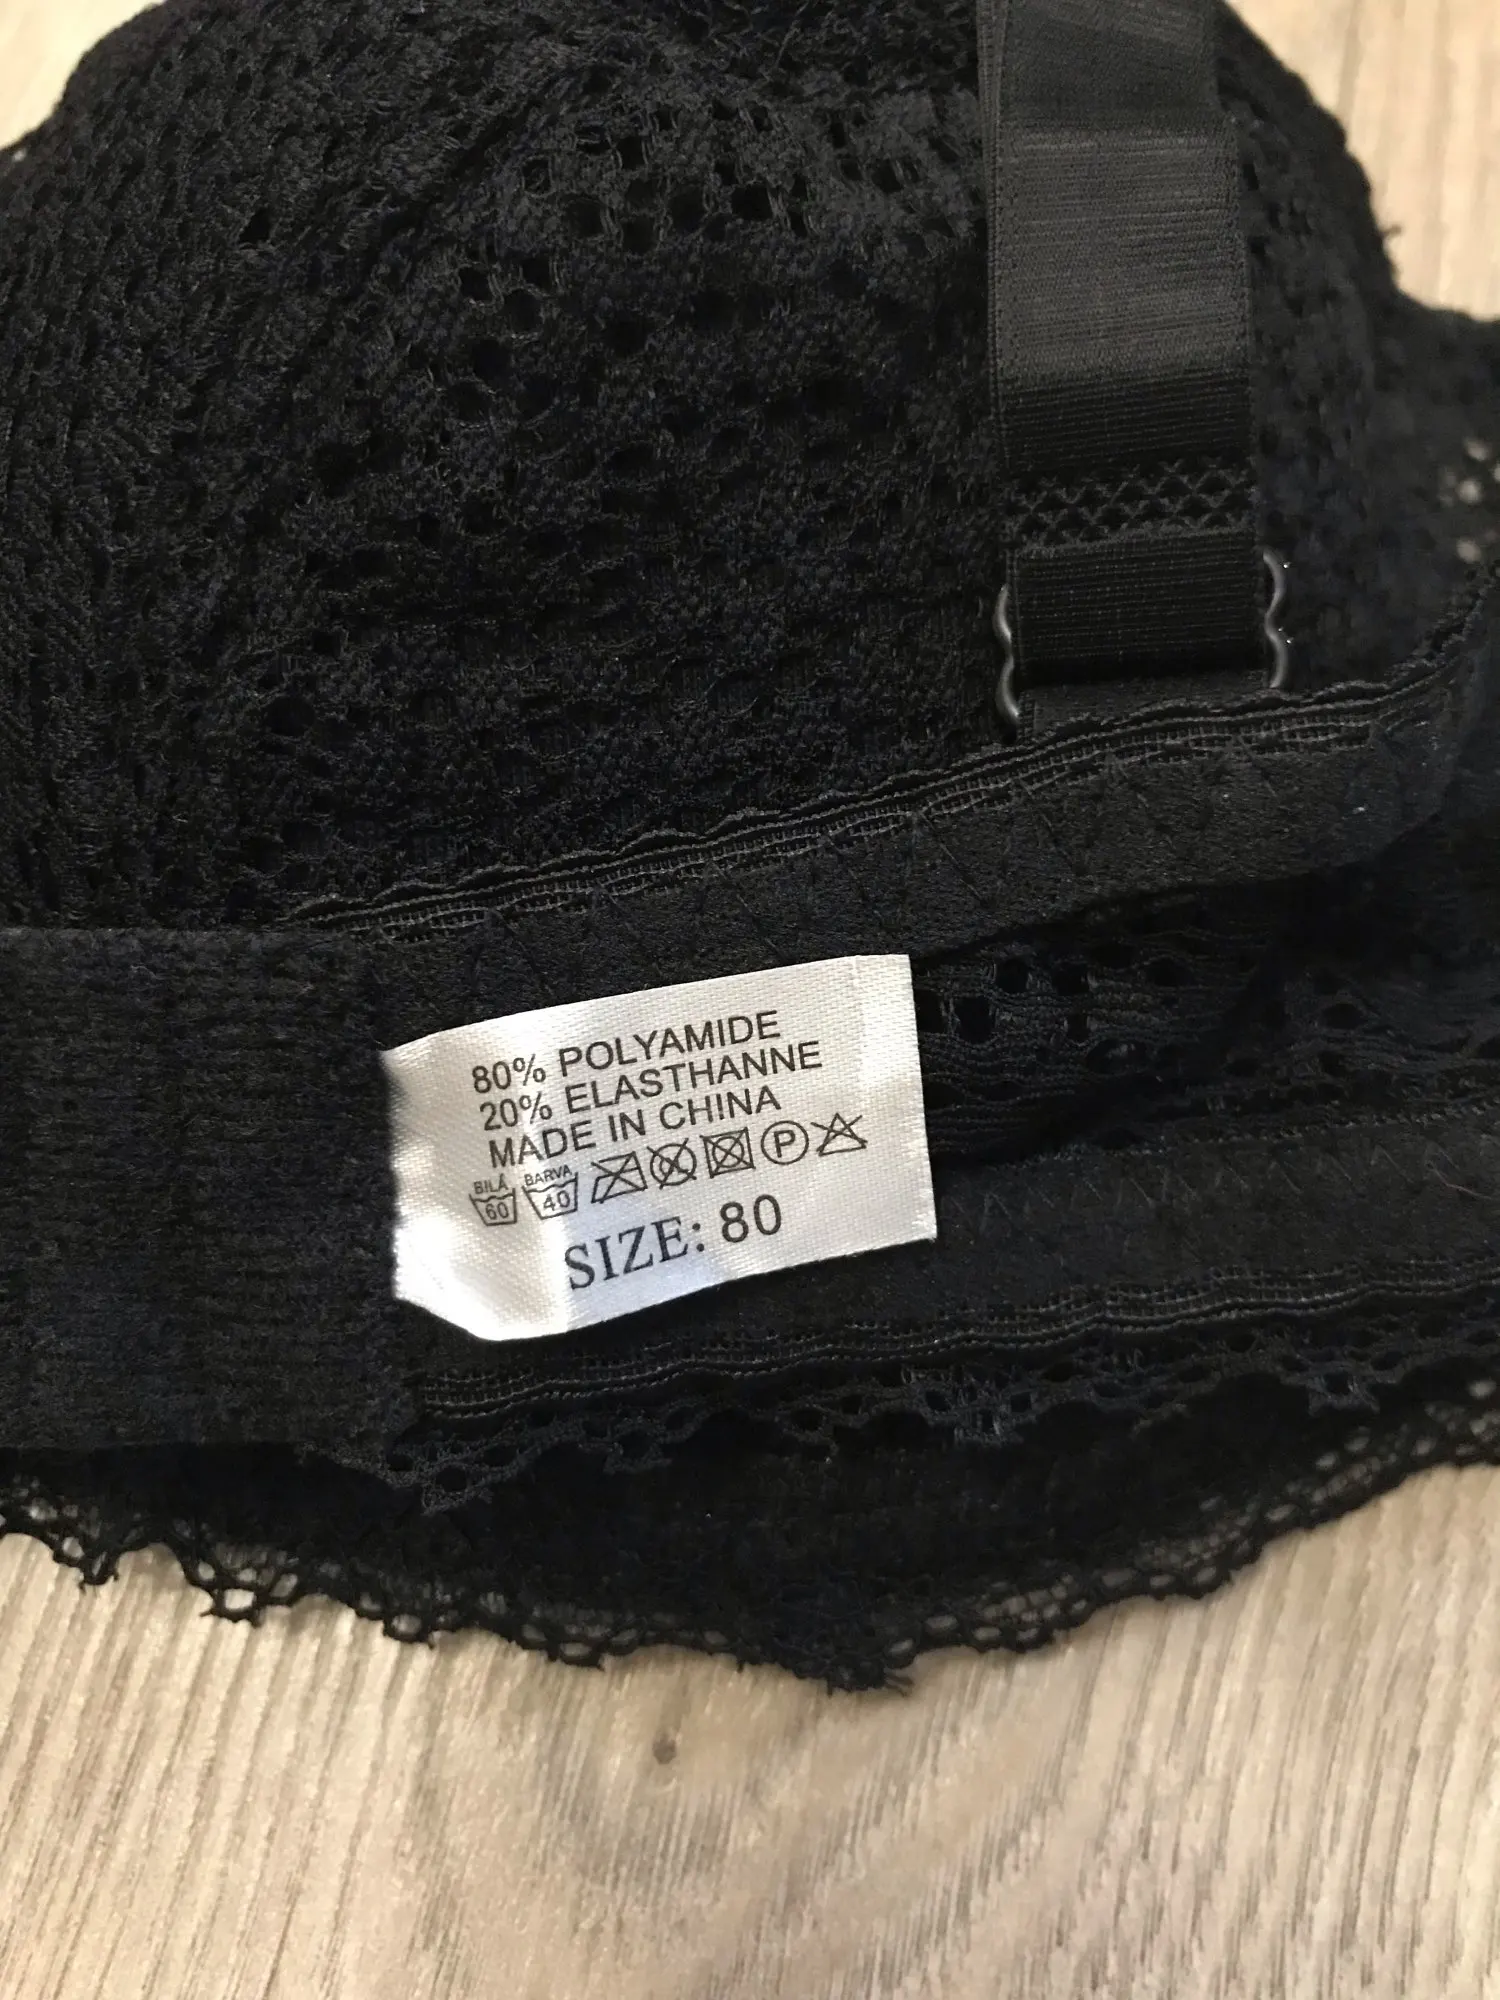 80% POLYAMIDE
20% ELASTHANNE
MADE IN CHINA
BILÁ BARVA
60 40 P
SIZE: 80